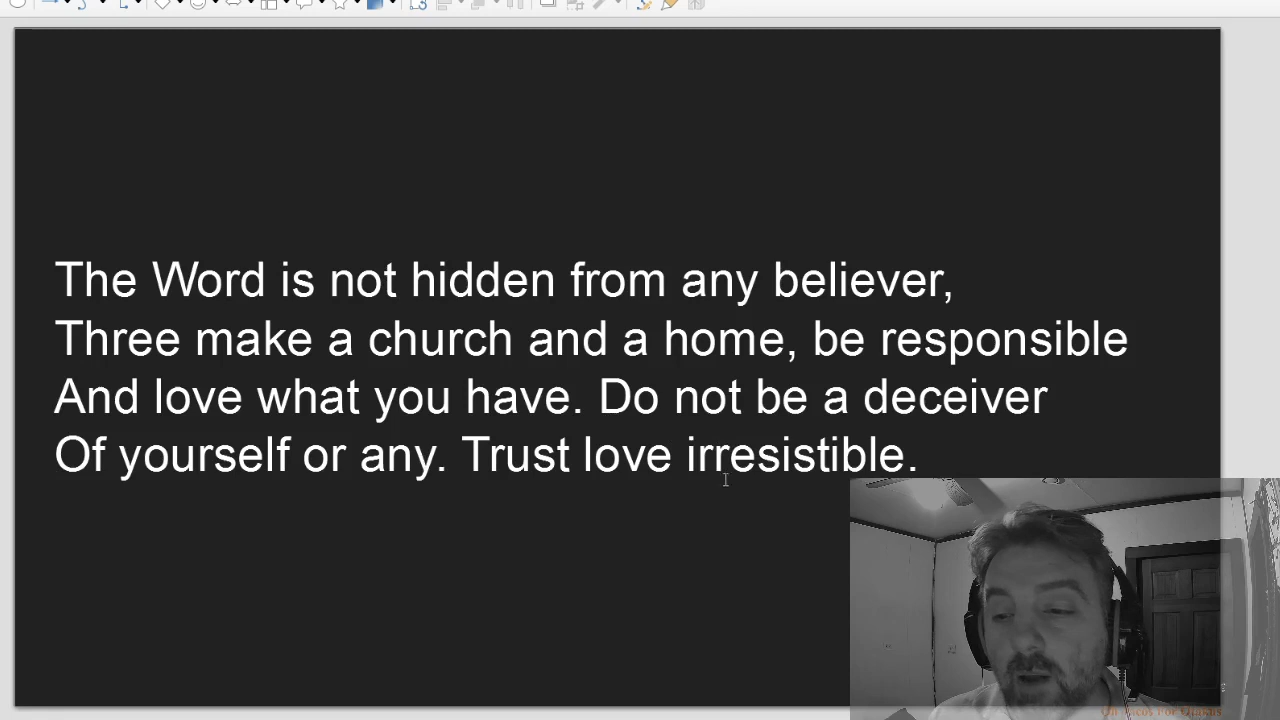 The Word is not hidden from any believer,
Three make a church and a home, be responsible
And love what you have. Do not be a deceiver
Of yourself or any. Trust love irresistible.